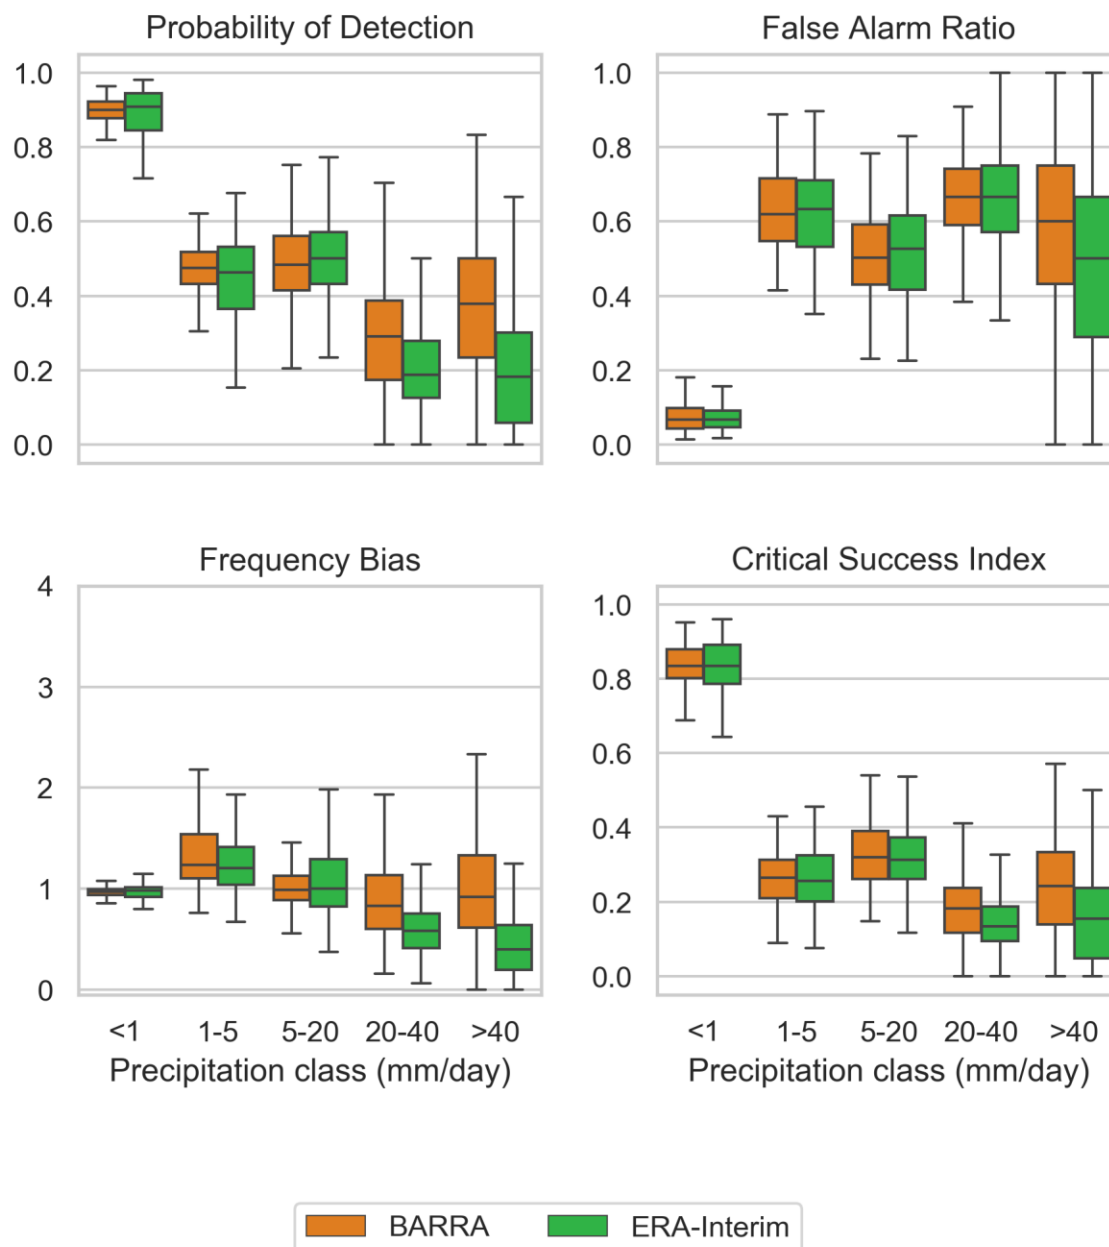 Probability of Detection
1.0
0.8
0.6
0.4
0.2
0.0
False Alarm Ratio
1.0
0.8
0.6
0.4
0.2
0.0
Frequency Bias
4
3
2
1
0
<1 1-5 5-20 20-40 >40
Precipitation class (mm/day)
Critical Success Index
1.0
0.8
0.6
0.4
0.2
0.0
<1 1-5 5-20 20-40 >40
Precipitation class (mm/day)
BARRA ERA-Interim